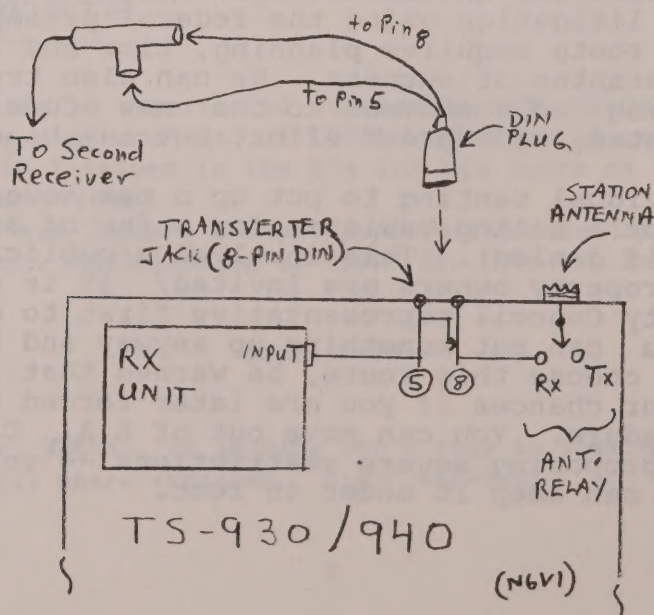 to Pin 8
to Pin 5
To Second
Receiver
DIN
PLUG
STATION
ANTENNA
TRANSVERTER
JACK (8-PIN DIN)
RX
UNIT
INPUT
5
8
RX
TX
ANT.
RELAY
TS-930/940
(N6VI)